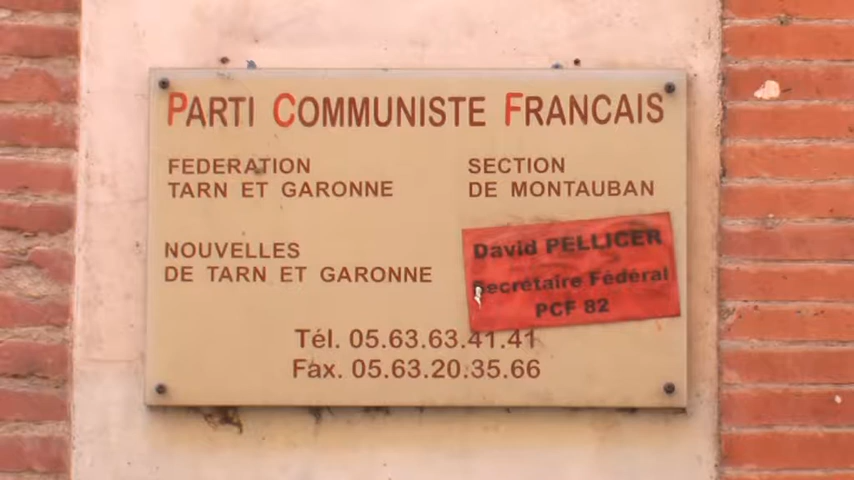 PARTI COMMUNISTE FRANCAIS
FEDERATION
TARN ET GARONNE
SECTION
DE MONTAUBAN
NOUVELLES
DE TARN ET GARONNE
David PELLICER
Secrétaire Fédéral
PCF 82
Tél. 05.63.63.41.41
Fax. 05.63.20.35.66